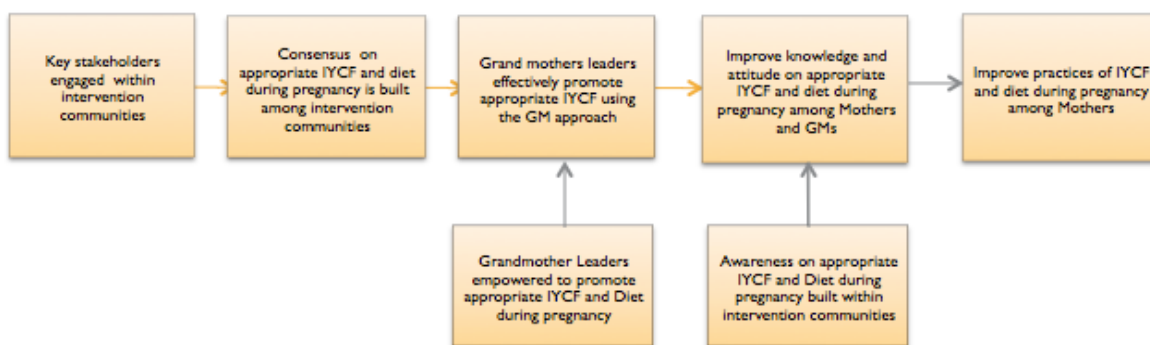 Key stakeholders
engaged within
intervention
communities
Consensus on
appropriate IYCF and diet
during pregnancy is built
among intervention
communities
Grand mothers leaders
effectively promote
appropriate IYCF using
the GM approach
Improve knowledge and
attitude on appropriate
IYCF and diet during
pregnancy among Mothers
and GMs
Improve practices of IYCF
and diet during pregnancy
among Mothers
Grandmother Leaders
empowered to promote
appropriate IYCF and Diet
during pregnancy
Awareness on appropriate
IYCF and Diet during
pregnancy built within
intervention communities